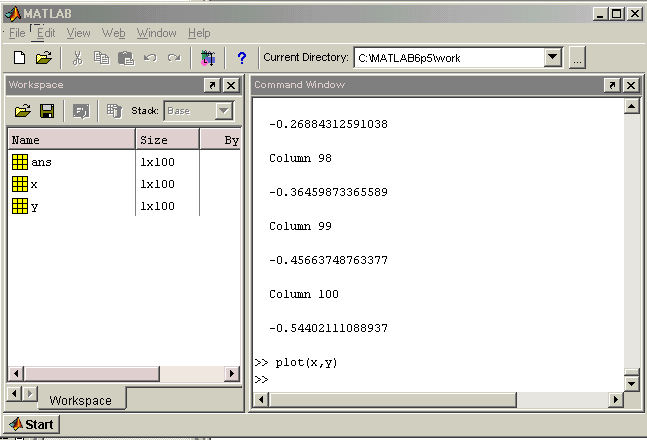 MATLAB
File Edit View Web Window Help
Current Directory: C:\MATLAB6p5\work ...
Workspace
Stack: Base
Name Size By
ans 1x100
x 1x100
y 1x100
Workspace
Command Window
-0.26884312591038
Column 98
-0.36459873365589
Column 99
-0.45663748763377
Column 100
-0.54402111088937
>> plot(x,y)
>>
Start